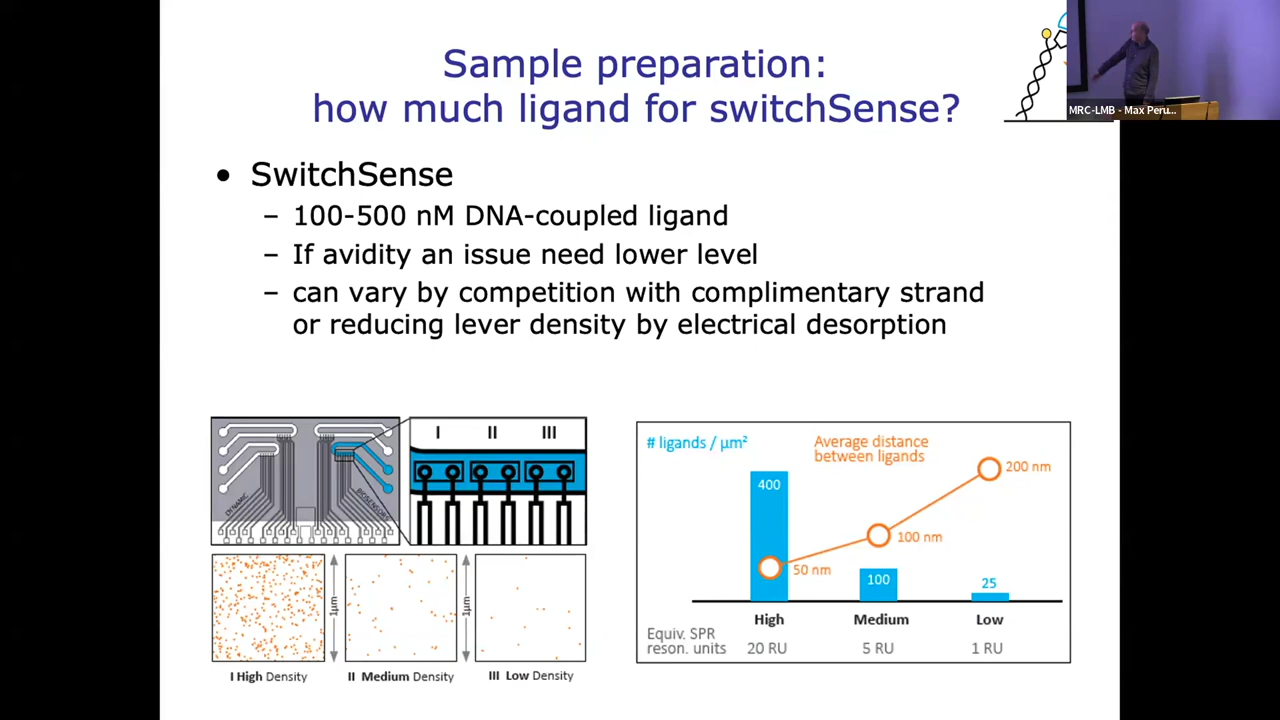 Sample preparation:
how much ligand for switchSense?
MRC-LMB - Max Peru...
• SwitchSense
– 100-500 nM DNA-coupled ligand
– If avidity an issue need lower level
– can vary by competition with complimentary strand
or reducing lever density by electrical desorption
I II III
DYNAMIC BIOSENSORS
1µm 1µm
I High Density II Medium Density III Low Density
# ligands / µm²
Average distance
between ligands
400
200 nm
100 nm
50 nm
100
25
High Medium Low
Equiv. SPR
reson. units
20 RU 5 RU 1 RU